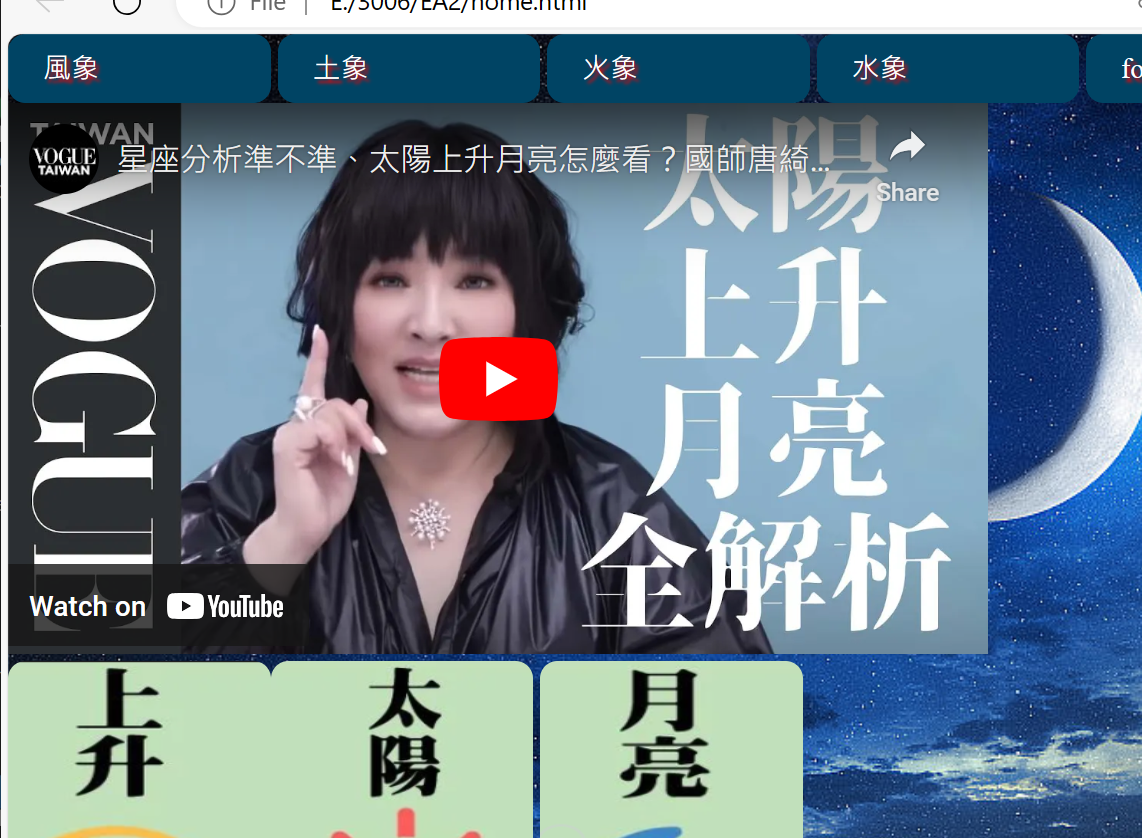 File | E:/3006/EA2/home.html
風象
土象
火象
水象
fo
TAIWAN
VOGUE
TAIWAN
星座分析準不準、太陽上升月亮怎麼看？國師唐綺...
Share
VOGUE
太陽
上升
月亮
全解析
Watch on YouTube
上升
太陽
月亮